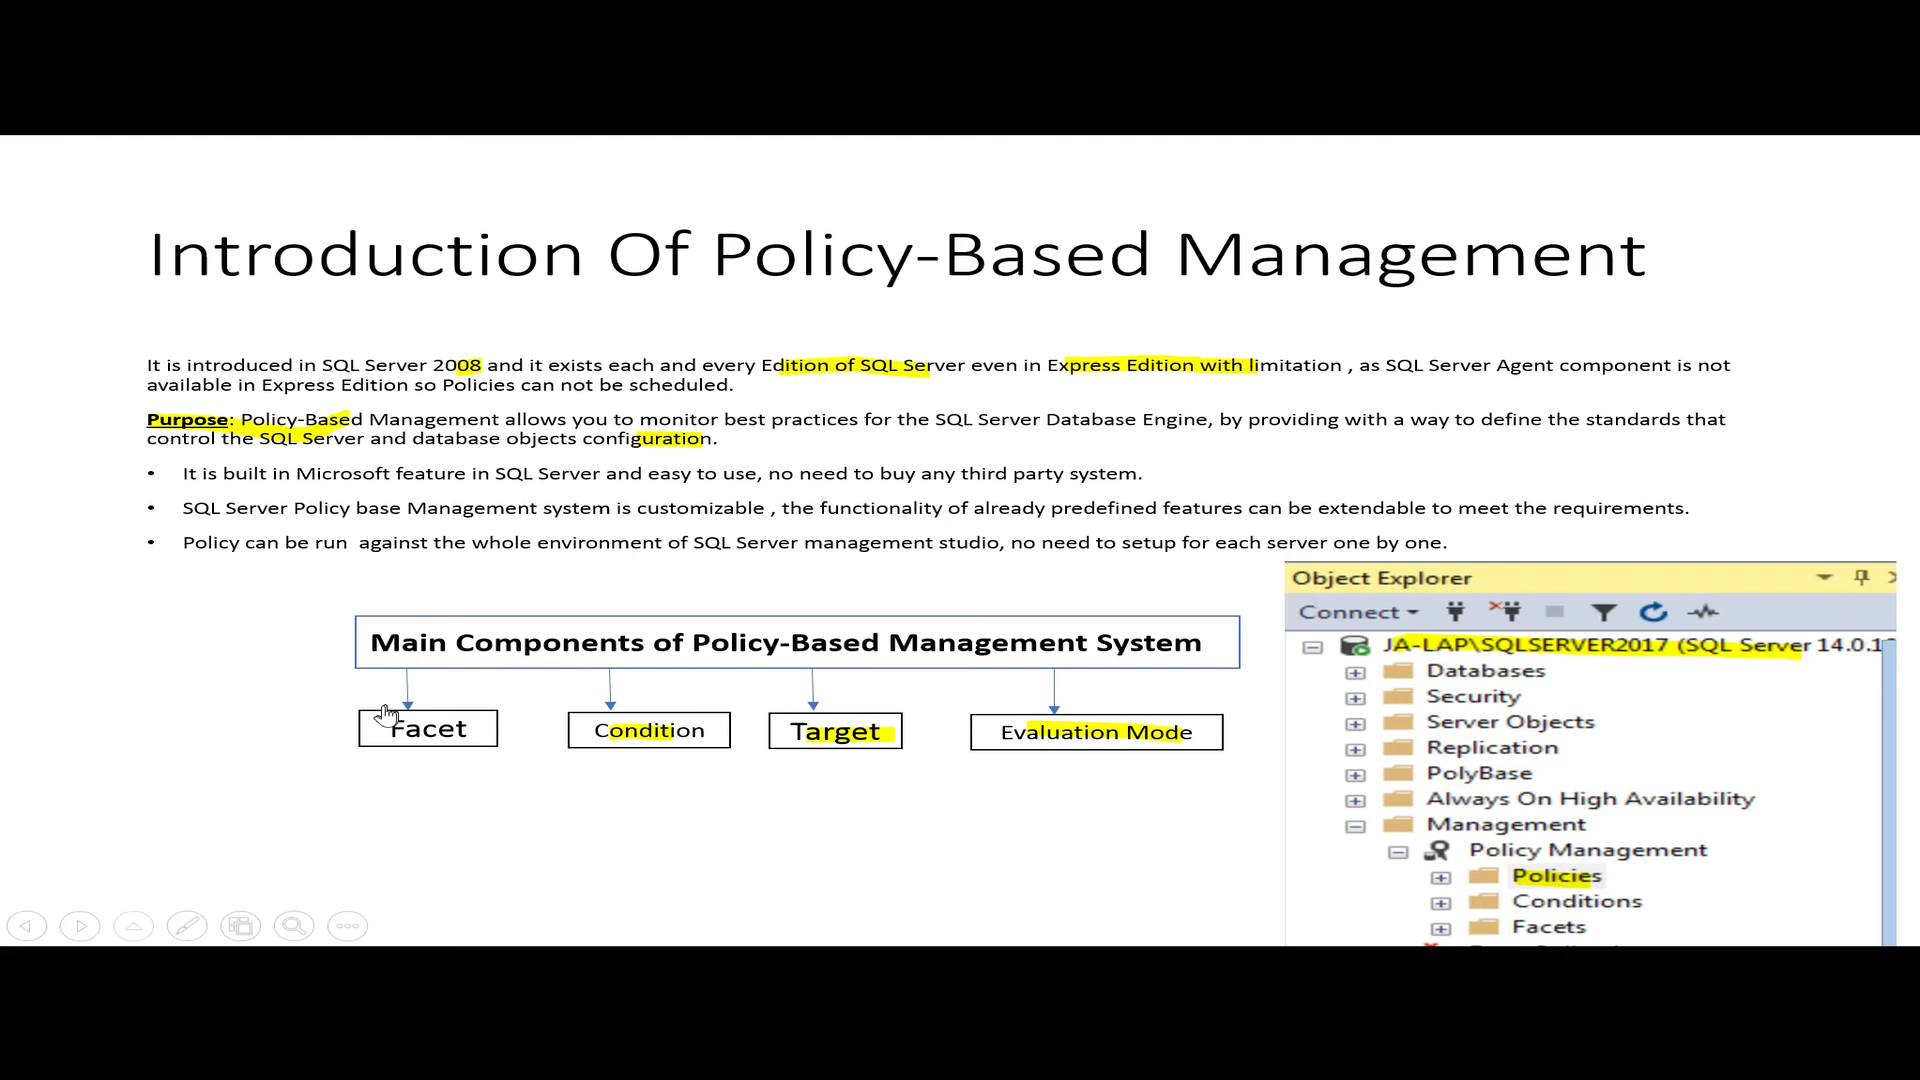 Introduction Of Policy-Based Management
It is introduced in SQL Server 2008 and it exists each and every Edition of SQL Server even in Express Edition with limitation , as SQL Server Agent component is not
available in Express Edition so Policies can not be scheduled.
Purpose: Policy-Based Management allows you to monitor best practices for the SQL Server Database Engine, by providing with a way to define the standards that
control the SQL Server and database objects configuration.
• It is built in Microsoft feature in SQL Server and easy to use, no need to buy any third party system.
• SQL Server Policy base Management system is customizable , the functionality of already predefined features can be extendable to meet the requirements.
• Policy can be run against the whole environment of SQL Server management studio, no need to setup for each server one by one.
Main Components of Policy-Based Management System
Facet
Condition
Target
Evaluation Mode
Object Explorer
Connect
JA-LAP\SQLSERVER2017 (SQL Server 14.0.1
Databases
Security
Server Objects
Replication
PolyBase
Always On High Availability
Management
Policy Management
Policies
Conditions
Facets